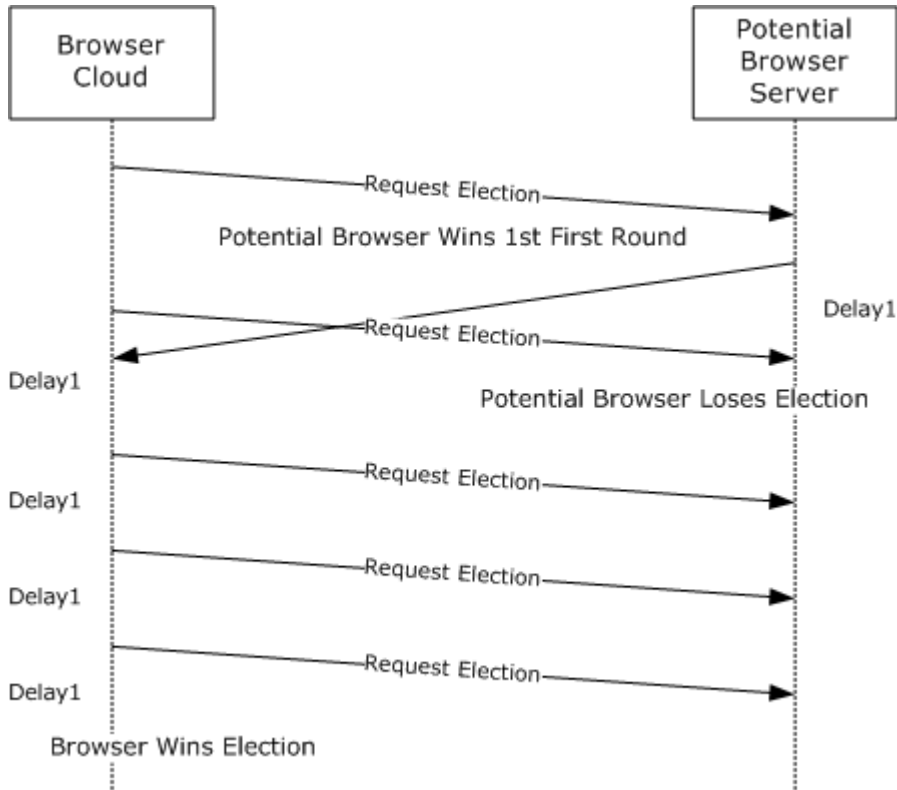 Browser
Cloud
Potential
Browser
Server
Request Election
Potential Browser Wins 1st First Round
Delay1
Request Election
Delay1
Potential Browser Loses Election
Request Election
Delay1
Request Election
Delay1
Request Election
Delay1
Browser Wins Election